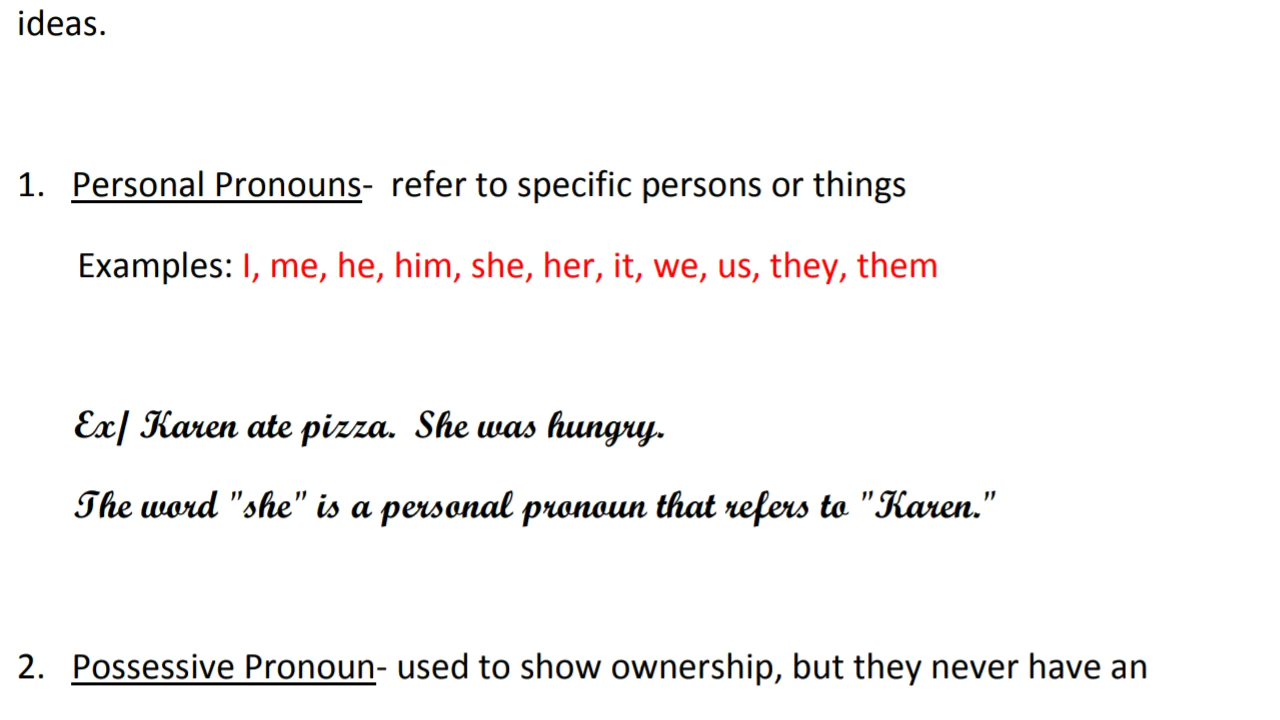 ideas.
1. Personal Pronouns- refer to specific persons or things
Examples: I, me, he, him, she, her, it, we, us, they, them
Ex/ Karen ate pizza. She was hungry.
The word "she" is a personal pronoun that refers to "Karen."
2. Possessive Pronoun- used to show ownership, but they never have an